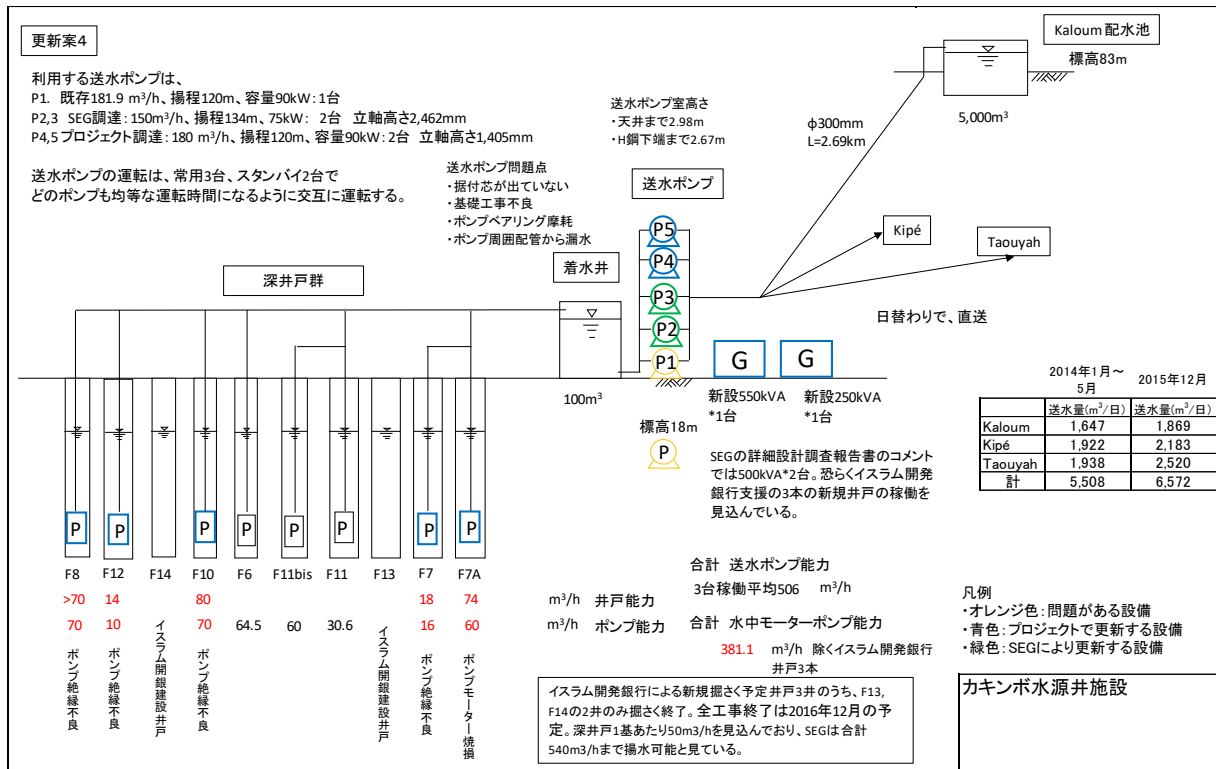 更新案4
利用する送水ポンプは、
P1. 既存181.9 m³/h、揚程120m、容量90kW：1台
P2,3 SEG調達：150m³/h、揚程134m、75kW： 2台 立軸高さ2,462mm
P4,5 プロジェクト調達：180 m³/h、揚程120m、容量90kW：2台 立軸高さ1,405mm
送水ポンプの運転は、常用3台、スタンバイ2台で
どのポンプも均等な運転時間になるように交互に運転する。
送水ポンプ問題点
・据付芯が出ていない
・基礎工事不良
・ポンプベアリング摩耗
・ポンプ周囲配管から漏水
送水ポンプ室高さ
・天井まで2.98m
・H鋼下端まで2.67m
送水ポンプ
Kaloum 配水池
標高83m
5,000m³
φ300mm
L=2.69km
Kipé
Taouyah
日替わりで、直送
深井戸群
着水井
100m³
P5
P4
P3
P2
P1
G
G
新設550kVA
*1台
新設250kVA
*1台
標高18m
P
SEGの詳細設計調査報告書のコメント
では500kVA*2台。恐らくイスラム開発
銀行支援の3本の新規井戸の稼働を
見込んでいる。
2014年1月～
5月
2015年12月
送水量(m³/日) 送水量(m³/日)
Kaloum 1,647 1,869
Kipé 1,922 2,183
Taouyah 1,938 2,520
計 5,508 6,572
P P P P P P P P
F8 F12 F14 F10 F6 F11bis F11 F13 F7 F7A
>70 14 80 18 74 m³/h 井戸能力
70 10 70 64.5 60 30.6 16 60 m³/h ポンプ能力
ポンプ絶縁不良
ポンプ絶縁不良
イスラム開銀建設井戸
ポンプ絶縁不良
イスラム開銀建設井戸
ポンプ絶縁不良
ポンプモーター焼損
合計 送水ポンプ能力
3台稼働平均506 m³/h
合計 水中モーターポンプ能力
381.1 m³/h 除くイスラム開発銀行
井戸3本
イスラム開発銀行による新規掘さく予定井戸3井のうち、F13,
F14の2井のみ掘さく終了。全工事終了は2016年12月の予
定。深井戸1基あたり50m3/hを見込んでおり、SEGは合計
540m3/hまで揚水可能と見ている。
凡例
・オレンジ色：問題がある設備
・青色：プロジェクトで更新する設備
・緑色：SEGにより更新する設備
カキンボ水源井施設